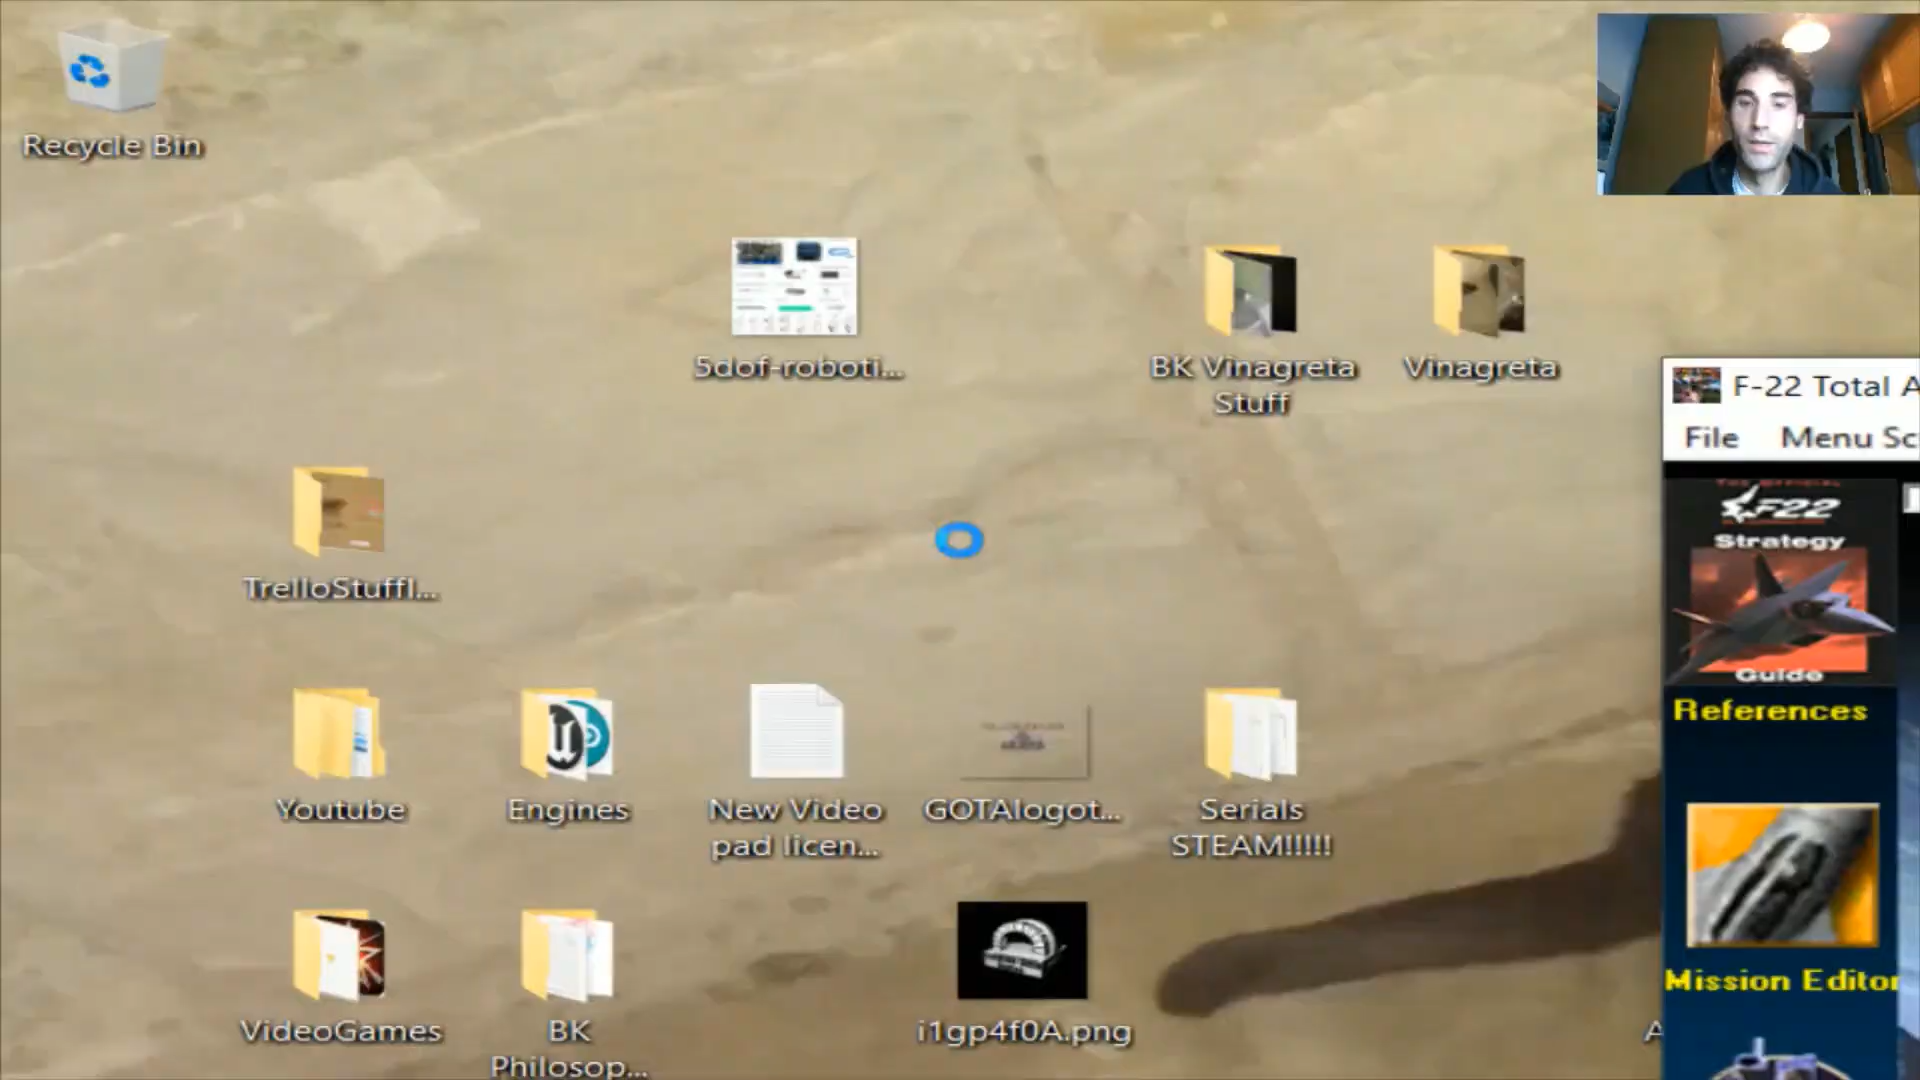 Recycle Bin
5dof-roboti...
BK Vinagreta
Stuff
Vinagreta
F-22 Total A
File Menu Sc
F22
Strategy
Guide
References
TrelloStuffI...
Youtube
Engines
New Video
pad licen...
GOTAlogot...
Serials
STEAM!!!!!
Mission Editor
VideoGames
BK
Philosop...
i1gp4f0A.png
A